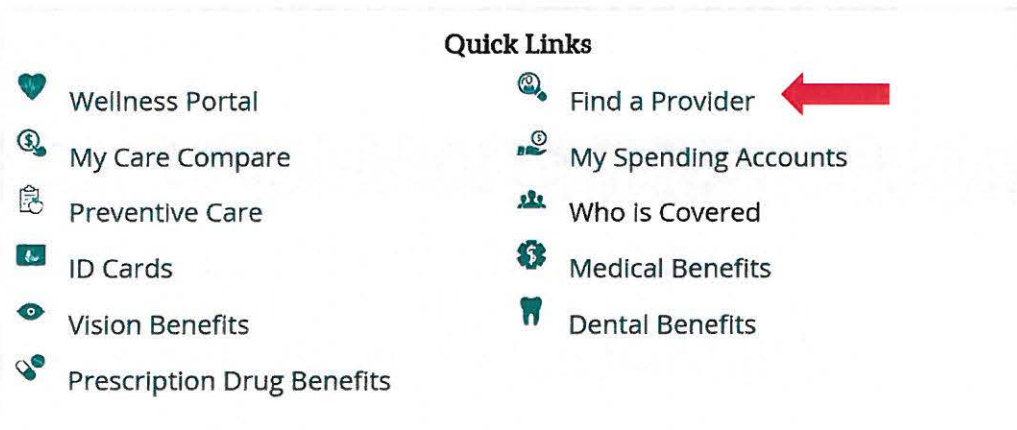 Quick Links
Wellness Portal
My Care Compare
Preventive Care
ID Cards
Vision Benefits
Prescription Drug Benefits
Find a Provider
My Spending Accounts
Who is Covered
Medical Benefits
Dental Benefits